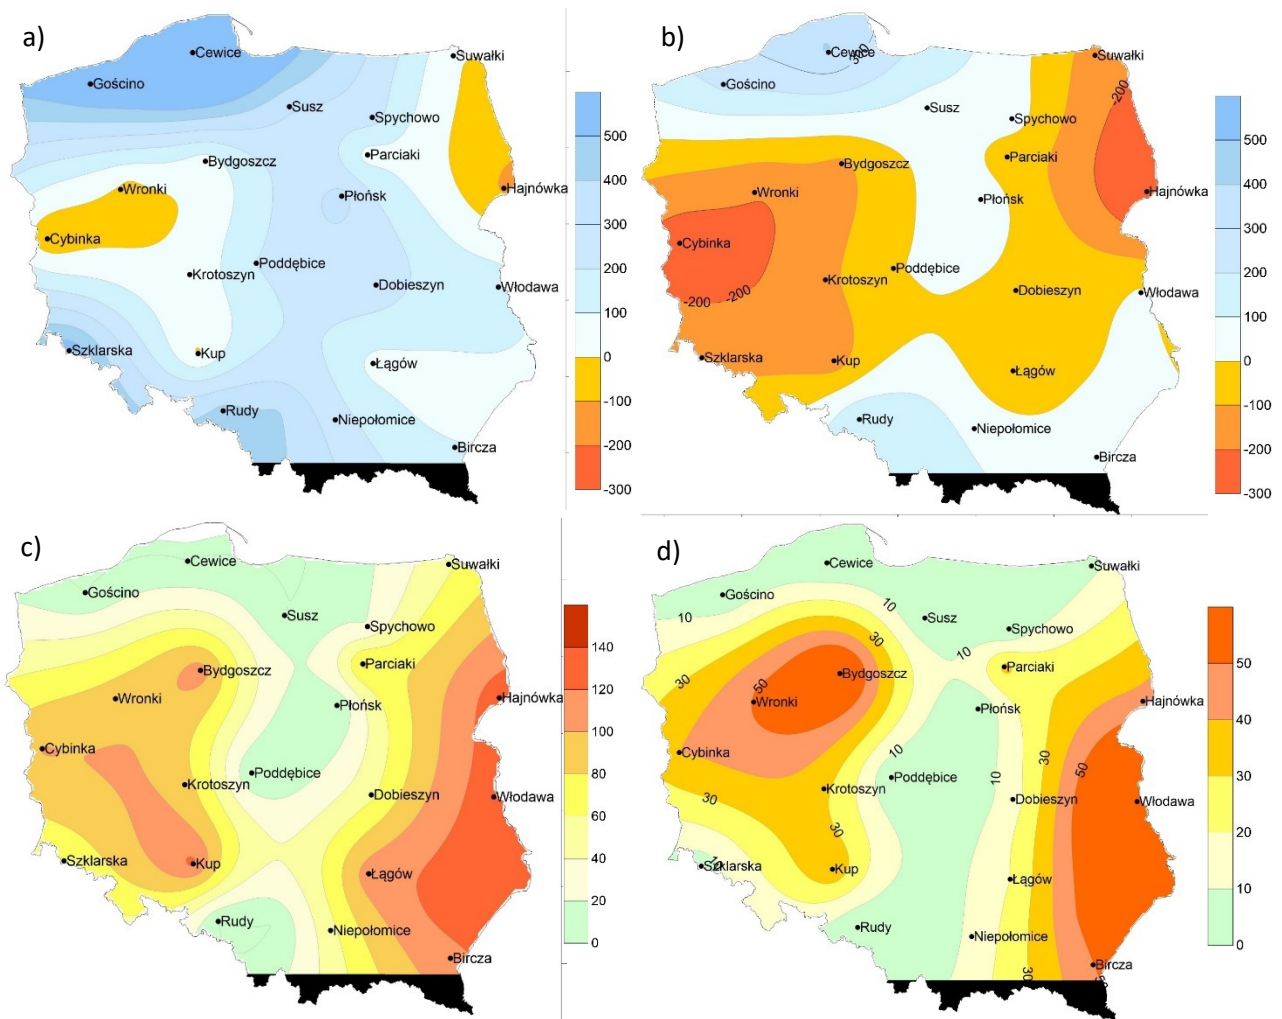 a)
Cewice
Gościno
Suwałki
Susz
Spychowo
Parciaki
Bydgoszcz
Wronki
Płońsk
Hajnówka
Cybinka
Krotoszyn
Poddębice
Dobieszyn
Włodawa
Szklarska
Kup
Łągów
Rudy
Niepołomice
Bircza
500
400
300
200
100
0
-100
-200
-300
b)
Cewice
300
Gościno
Suwałki
-200
Susz
Spychowo
Parciaki
Bydgoszcz
Wronki
Płońsk
Hajnówka
Cybinka
Krotoszyn
Poddębice
Dobieszyn
Włodawa
-200
-200
Szklarska
Kup
Łągów
Rudy
Niepołomice
Bircza
500
400
300
200
100
0
-100
-200
-300
c)
Cewice
Gościno
Suwałki
Susz
Spychowo
Parciaki
Bydgoszcz
Wronki
Płońsk
Hajnówka
Cybinka
Krotoszyn
Poddębice
Dobieszyn
Włodawa
Szklarska
Kup
Łągów
Rudy
Niepołomice
Bircza
140
120
100
80
60
40
20
0
d)
Cewice
Gościno
Suwałki
10
30
Susz
Spychowo
10
Parciaki
30
Bydgoszcz
50
Wronki
Płońsk
Hajnówka
Cybinka
10
30
50
Krotoszyn
Poddębice
10
Dobieszyn
Włodawa
30
30
10
Szklarska
Kup
Łągów
Rudy
Niepołomice
Bircza
30
50
40
30
20
10
0